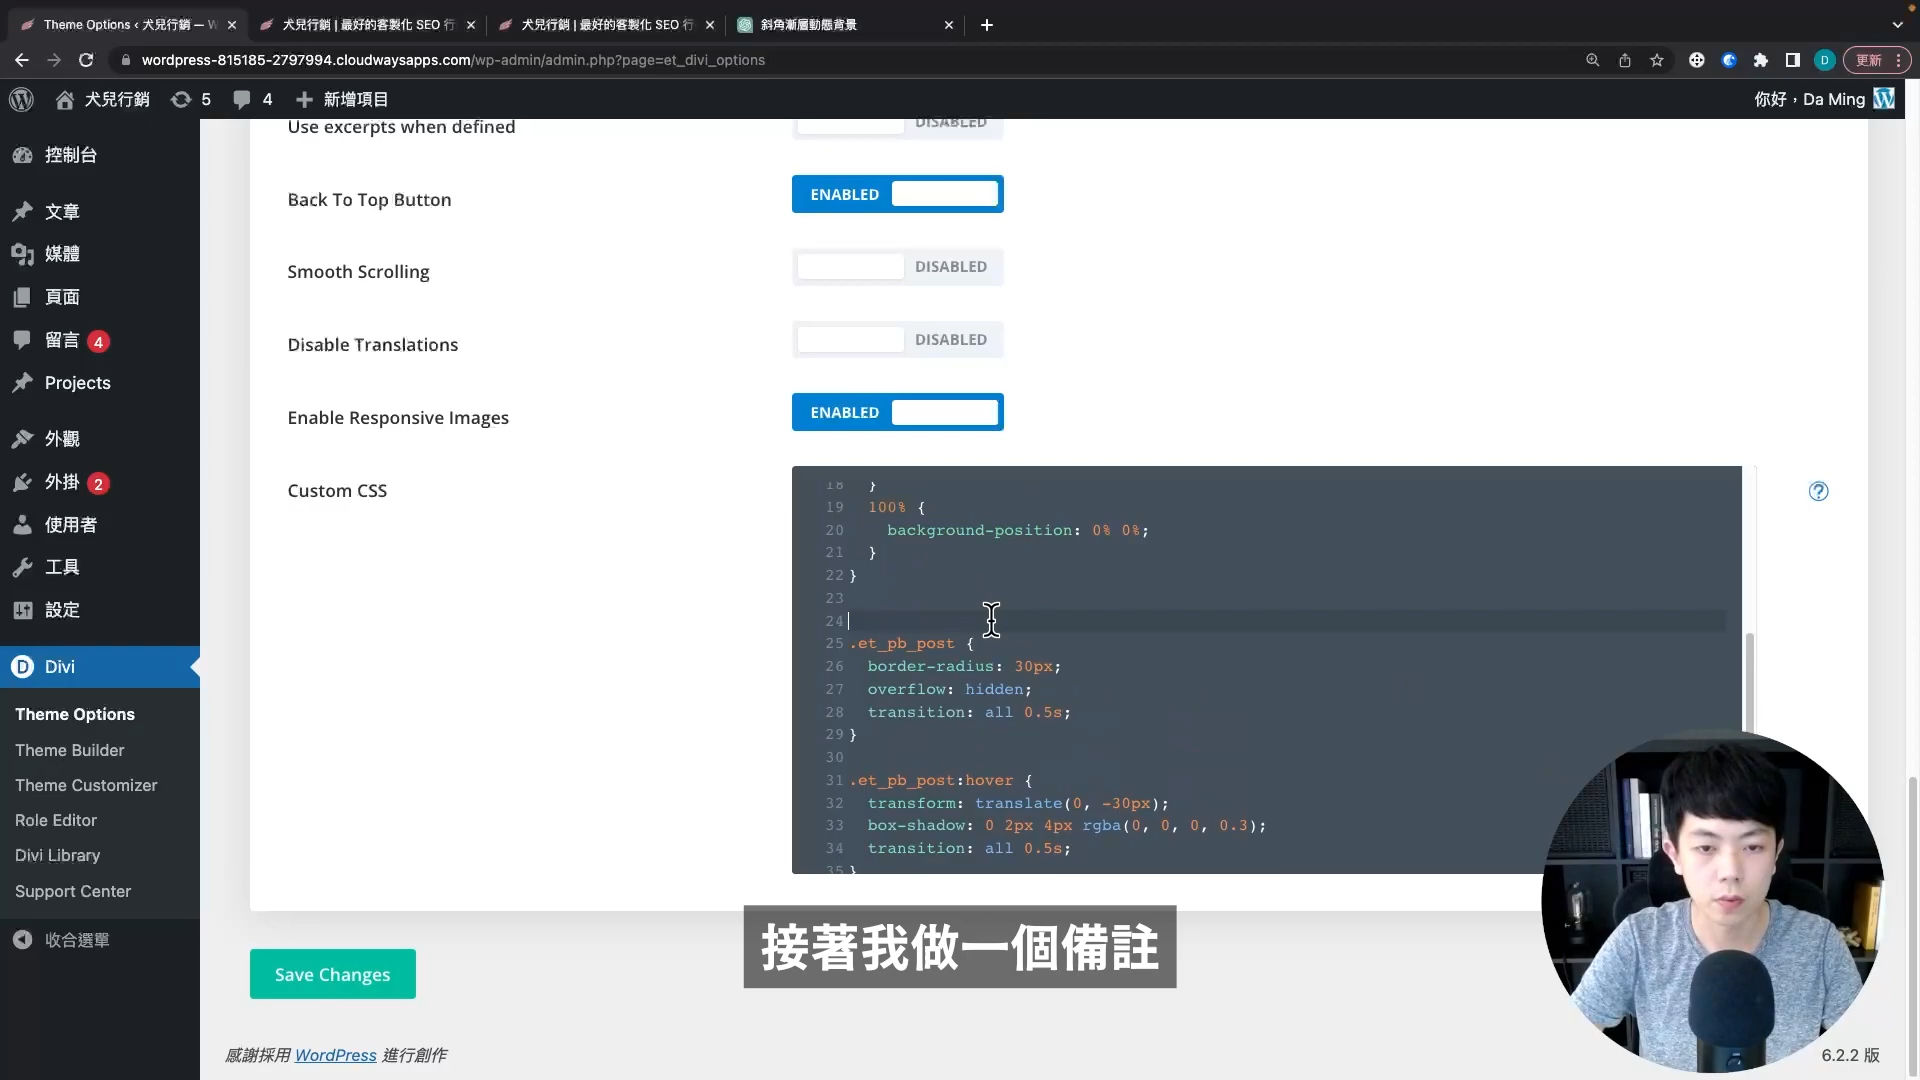 Theme Options ‹ 犬兒行銷 — W
犬兒行銷 | 最好的客製化 SEO 行
犬兒行銷 | 最好的客製化 SEO 行
斜角漸層動態背景
wordpress-815185-2797994.cloudwaysapps.com/wp-admin/admin.php?page=et_divi_options
D
更新
犬兒行銷
5
4
新增項目
你好，Da Ming
控制台
文章
媒體
頁面
留言 4
Projects
外觀
外掛 2
使用者
工具
設定
Divi
Theme Options
Theme Builder
Theme Customizer
Role Editor
Divi Library
Support Center
收合選單
Use excerpts when defined
DISABLED
Back To Top Button
ENABLED
Smooth Scrolling
DISABLED
Disable Translations
DISABLED
Enable Responsive Images
ENABLED
Custom CSS
18 }
19 100% {
20 background-position: 0% 0%;
21 }
22 }
23
24
25 .et_pb_post {
26 border-radius: 30px;
27 overflow: hidden;
28 transition: all 0.5s;
29 }
30
31 .et_pb_post:hover {
32 transform: translate(0, -30px);
33 box-shadow: 0 2px 4px rgba(0, 0, 0, 0.3);
34 transition: all 0.5s;
35 }
接著我做一個備註
Save Changes
感謝採用 WordPress 進行創作
6.2.2 版